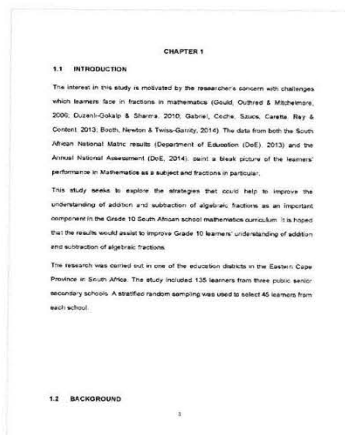 CHAPTER 1
1.1 INTRODUCTION
The interest in this study is motivated by the researcher's concern with challenges
which learners face in fractions in mathematics (Gould, Outhred & Mitchelmore,
2006; Duzenli-Gokalp & Sharma, 2010; Gabriel, Coche, Szucs, Carette, Rey &
Content, 2013; Booth, Newton & Twiss-Garrity, 2014). The data from both the South
African National Matric results (Department of Education (DoE), 2013) and the
Annual National Assessment (DoE, 2014), paint a bleak picture of the learners'
performance in Mathematics as a subject and fractions in particular.
This study seeks to explore the strategies that could help to improve the
understanding of addition and subtraction of algebraic fractions as an important
component in the Grade 10 South African school mathematics curriculum. It is hoped
that the results would assist to improve Grade 10 learners' understanding of addition
and subtraction of algebraic fractions.
The research was carried out in one of the education districts in the Eastern Cape
Province in South Africa. The study included 135 learners from three public senior
secondary schools. A stratified random sampling was used to select 45 learners from
each school.
1.2 BACKGROUND